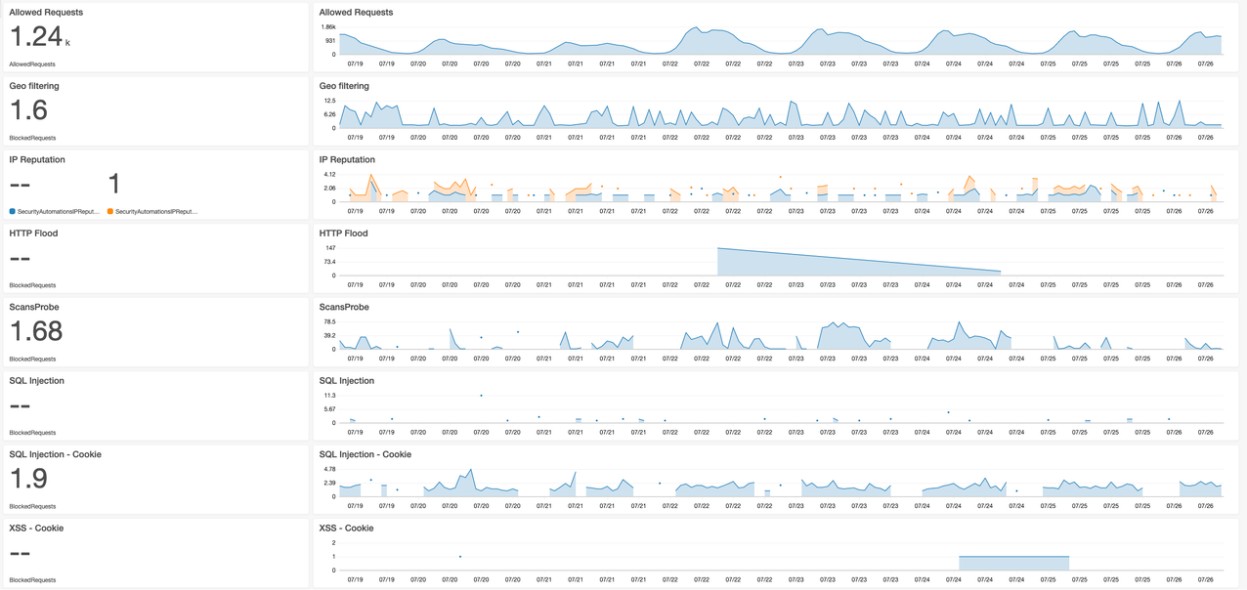 Allowed Requests
1.24 k
AllowedRequests
Allowed Requests
1.86k
931
0
07/19 07/19 07/20 07/20 07/20 07/20 07/21 07/21 07/21 07/21 07/22 07/22 07/22 07/22 07/23 07/23 07/23 07/23 07/24 07/24 07/24 07/24 07/25 07/25 07/25 07/25 07/26 07/26
Geo filtering
1.6
BlockedRequests
Geo filtering
12.5
6.26
0
07/19 07/19 07/20 07/20 07/20 07/20 07/21 07/21 07/21 07/21 07/22 07/22 07/22 07/22 07/23 07/23 07/23 07/23 07/24 07/24 07/24 07/24 07/25 07/25 07/25 07/25 07/26 07/26
IP Reputation
-- 1
SecurityAutomationsIPReput... SecurityAutomationsIPReput...
IP Reputation
4.12
2.06
0
07/19 07/19 07/20 07/20 07/20 07/20 07/21 07/21 07/21 07/21 07/22 07/22 07/22 07/22 07/23 07/23 07/23 07/23 07/24 07/24 07/24 07/24 07/25 07/25 07/25 07/25 07/26 07/26
HTTP Flood
--
BlockedRequests
HTTP Flood
147
73.4
0
07/19 07/19 07/20 07/20 07/20 07/20 07/21 07/21 07/21 07/21 07/22 07/22 07/22 07/22 07/23 07/23 07/23 07/23 07/24 07/24 07/24 07/24 07/25 07/25 07/25 07/25 07/26 07/26
ScansProbe
1.68
BlockedRequests
ScansProbe
78.5
39.2
0
07/19 07/19 07/20 07/20 07/20 07/20 07/21 07/21 07/21 07/21 07/22 07/22 07/22 07/22 07/23 07/23 07/23 07/23 07/24 07/24 07/24 07/24 07/25 07/25 07/25 07/25 07/26 07/26
SQL Injection
--
BlockedRequests
SQL Injection
11.3
5.67
0
07/19 07/19 07/20 07/20 07/20 07/20 07/21 07/21 07/21 07/21 07/22 07/22 07/22 07/22 07/23 07/23 07/23 07/23 07/24 07/24 07/24 07/24 07/25 07/25 07/25 07/25 07/26 07/26
SQL Injection - Cookie
1.9
BlockedRequests
SQL Injection - Cookie
4.78
2.39
0
07/19 07/19 07/20 07/20 07/20 07/20 07/21 07/21 07/21 07/21 07/22 07/22 07/22 07/22 07/23 07/23 07/23 07/23 07/24 07/24 07/24 07/24 07/25 07/25 07/25 07/25 07/26 07/26
XSS - Cookie
--
BlockedRequests
XSS - Cookie
2
1
0
07/19 07/19 07/20 07/20 07/20 07/20 07/21 07/21 07/21 07/21 07/22 07/22 07/22 07/22 07/23 07/23 07/23 07/23 07/24 07/24 07/24 07/24 07/25 07/25 07/25 07/25 07/26 07/26